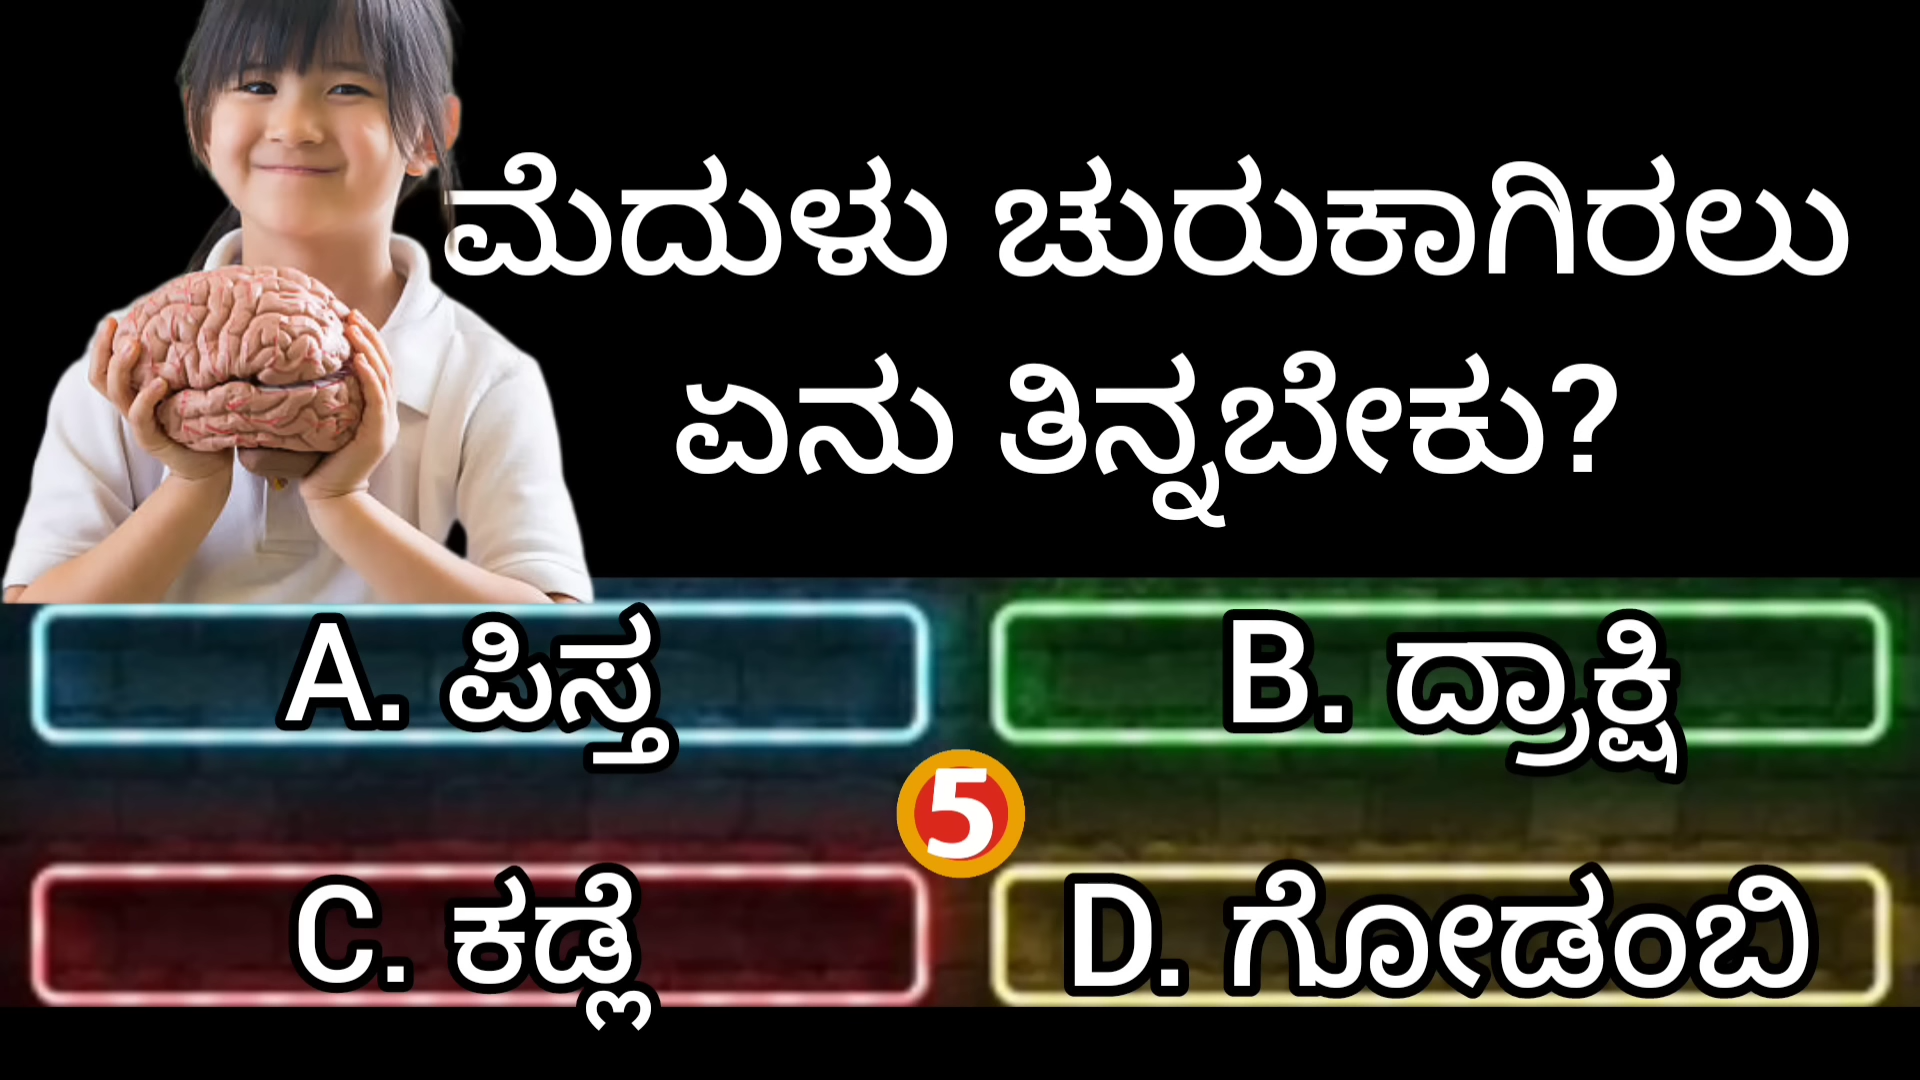 ಮೆದುಳು ಚುರುಕಾಗಿರಲು
ಏನು ತಿನ್ನಬೇಕು?
A. ಪಿಸ್ತ
B. ದ್ರಾಕ್ಷಿ
5
C. ಕಡ್ಲೆ
D. ಗೋಡಂಬಿ